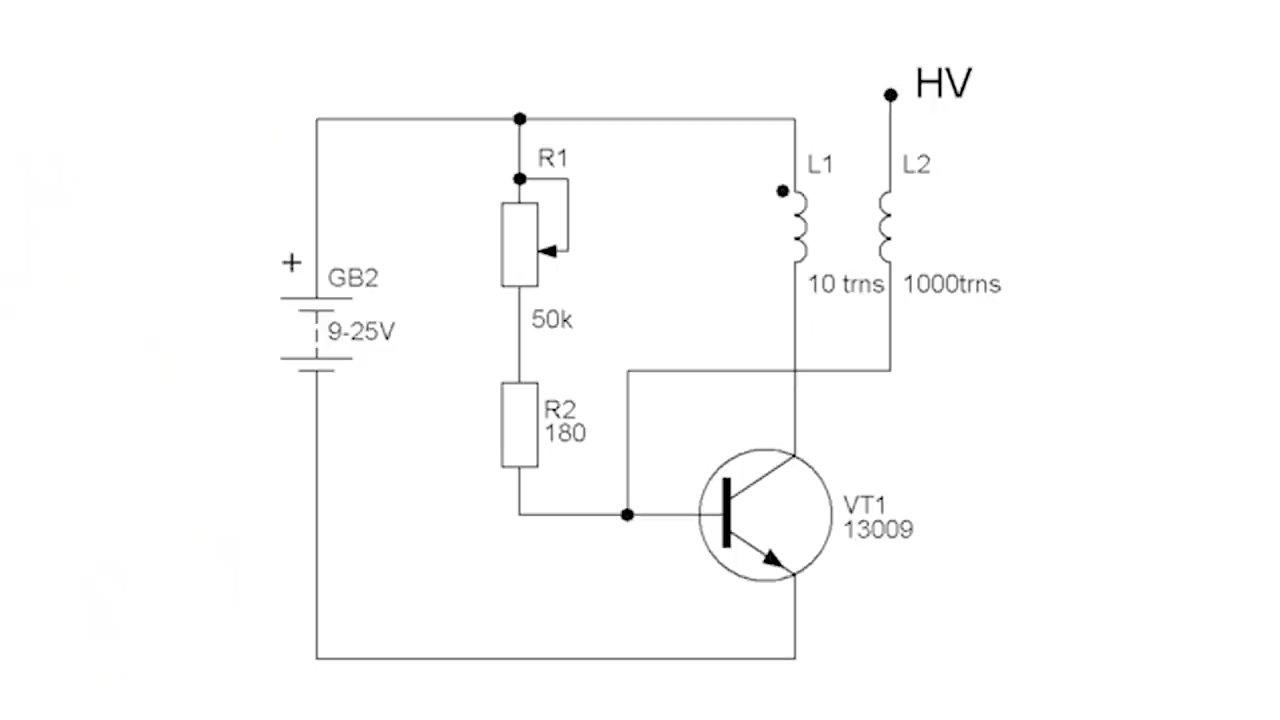 HV
R1
L1
L2
+
GB2
10 trns
1000trns
50k
9-25V
R2
180
VT1
13009